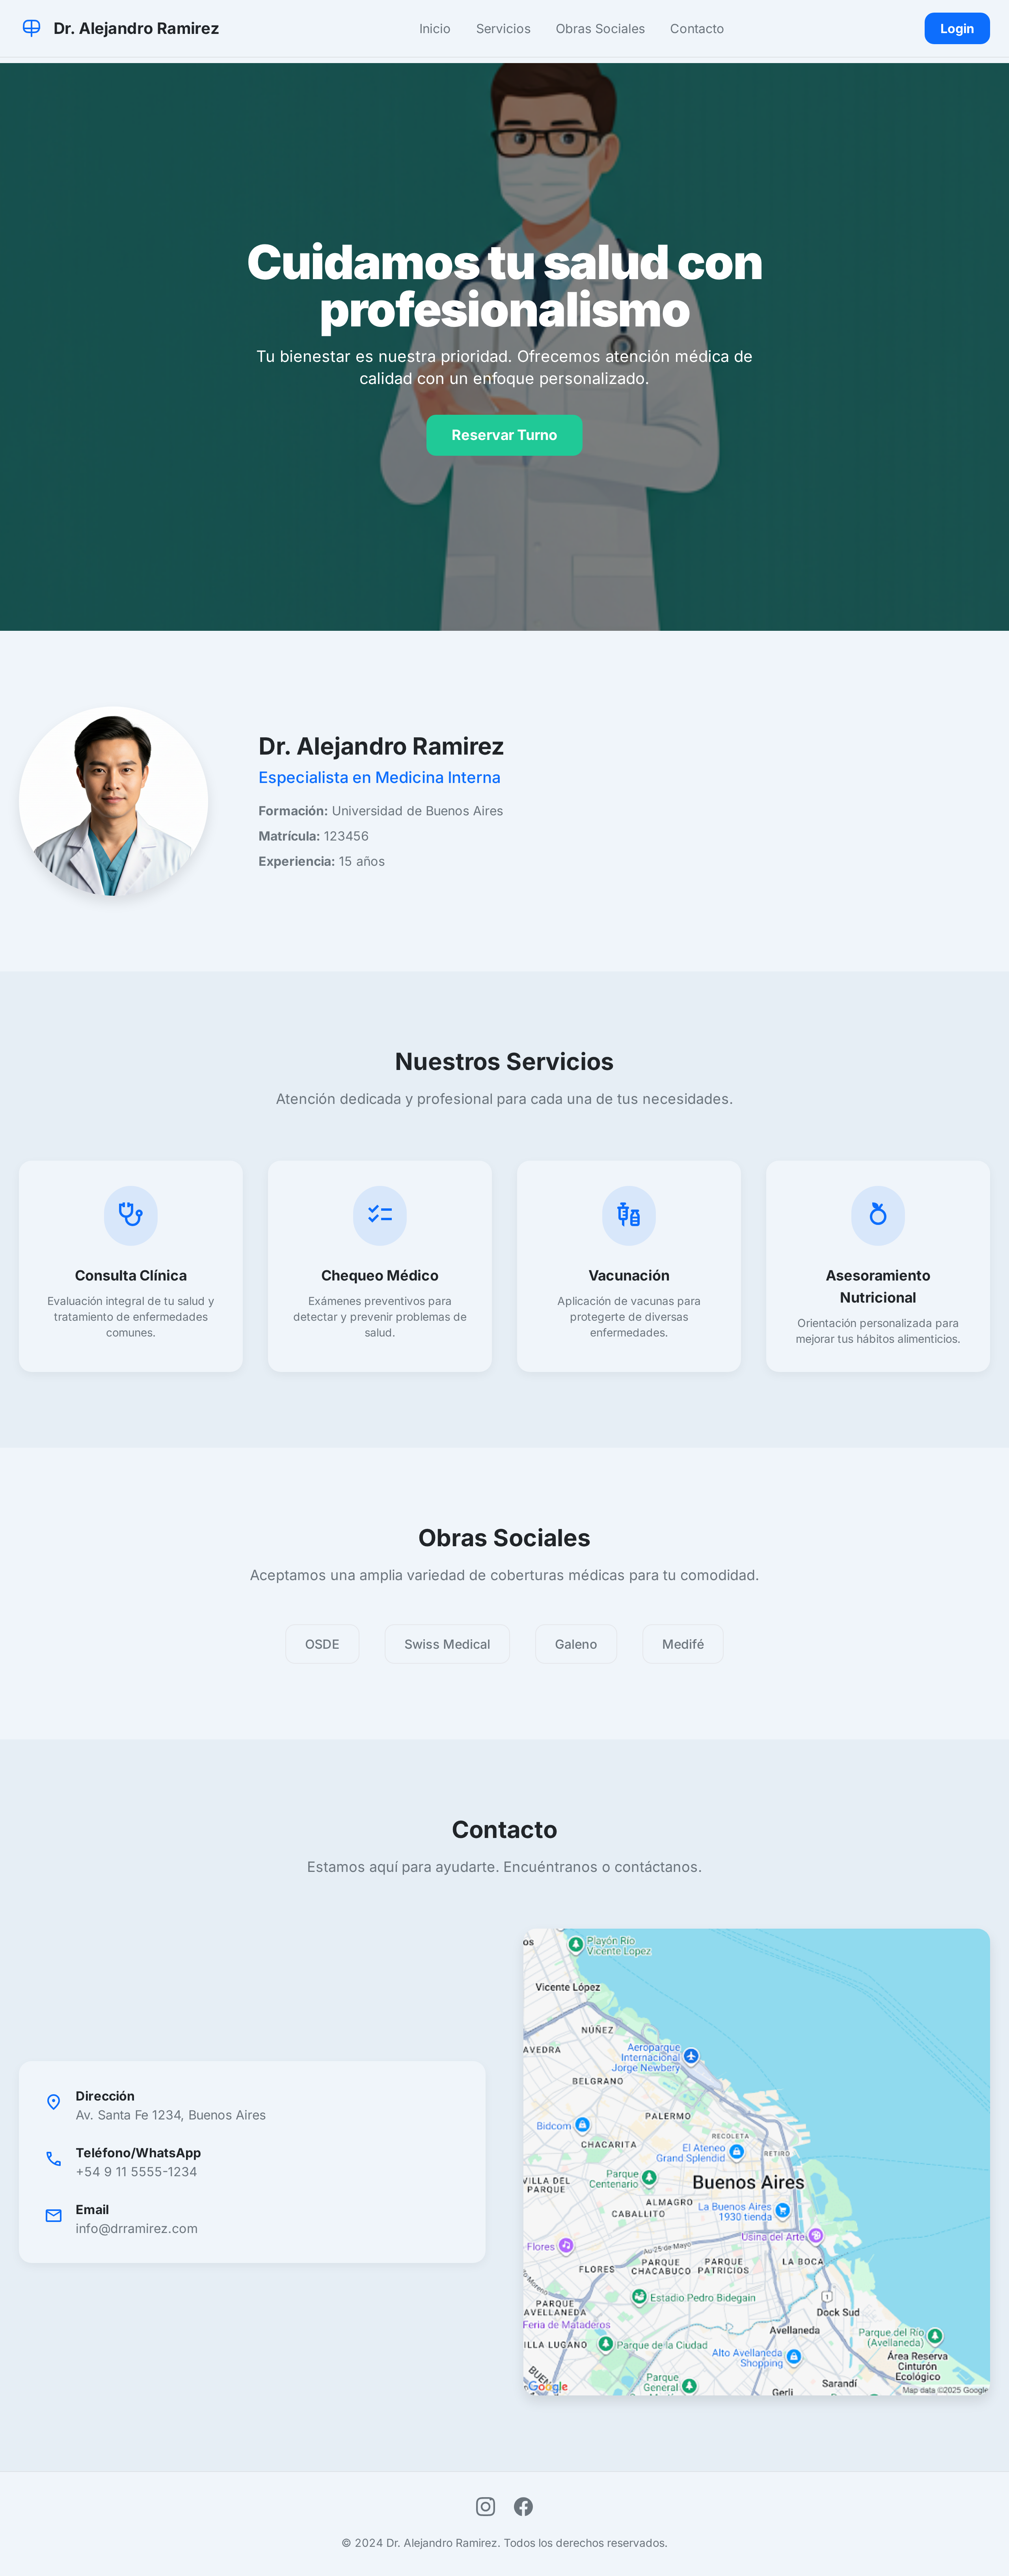 Dr. Alejandro Ramirez
Inicio
Servicios
Obras Sociales
Contacto
Login
Cuidamos tu salud con
profesionalismo
Tu bienestar es nuestra prioridad. Ofrecemos atención médica de
calidad con un enfoque personalizado.
Reservar Turno
Dr. Alejandro Ramirez
Especialista en Medicina Interna
Formación: Universidad de Buenos Aires
Matrícula: 123456
Experiencia: 15 años
Nuestros Servicios
Atención dedicada y profesional para cada una de tus necesidades.
Consulta Clínica
Evaluación integral de tu salud y
tratamiento de enfermedades
comunes.
Chequeo Médico
Exámenes preventivos para
detectar y prevenir problemas de
salud.
Vacunación
Aplicación de vacunas para
protegerte de diversas
enfermedades.
Asesoramiento
Nutricional
Orientación personalizada para
mejorar tus hábitos alimenticios.
Obras Sociales
Aceptamos una amplia variedad de coberturas médicas para tu comodidad.
OSDE
Swiss Medical
Galeno
Medifé
Contacto
Estamos aquí para ayudarte. Encuéntranos o contáctanos.
Dirección
Av. Santa Fe 1234, Buenos Aires
Teléfono/WhatsApp
+54 9 11 5555-1234
Email
info@drramirez.com
os
Playón Río
Vicente Lopez
Vicente López
NÚÑEZ
AVEDRA
Aeroparque
Internacional
Jorge Newbery
BELGRANO
PALERMO
Bidcom
RECOLETA
CHACARITA
El Ateneo
Grand Splendid
RETIRO
VILLA DEL
PARQUE
Parque
Centenario
Buenos Aires
ALMAGRO
CABALLITO
La Buenos Aires
1930 tienda
Usina del Arte
Flores
Au 25 de Mayo
FLORES
PARQUE
CHACABUCO
PARQUE
PATRICIOS
LA BOCA
Estadio Pedro Bidegain
1
PARQUE
AVELLANEDA
Dock Sud
Feria de Mataderos
Avellaneda
ILLA LUGANO
Parque de la Ciudad
Parque del Río
(Avellaneda)
Alto Avellaneda
Shopping
Área Reserva
Cinturón
Ecológico
Parque
General
Sarandí
Gerli
Google
Map data ©2025 Google
© 2024 Dr. Alejandro Ramirez. Todos los derechos reservados.